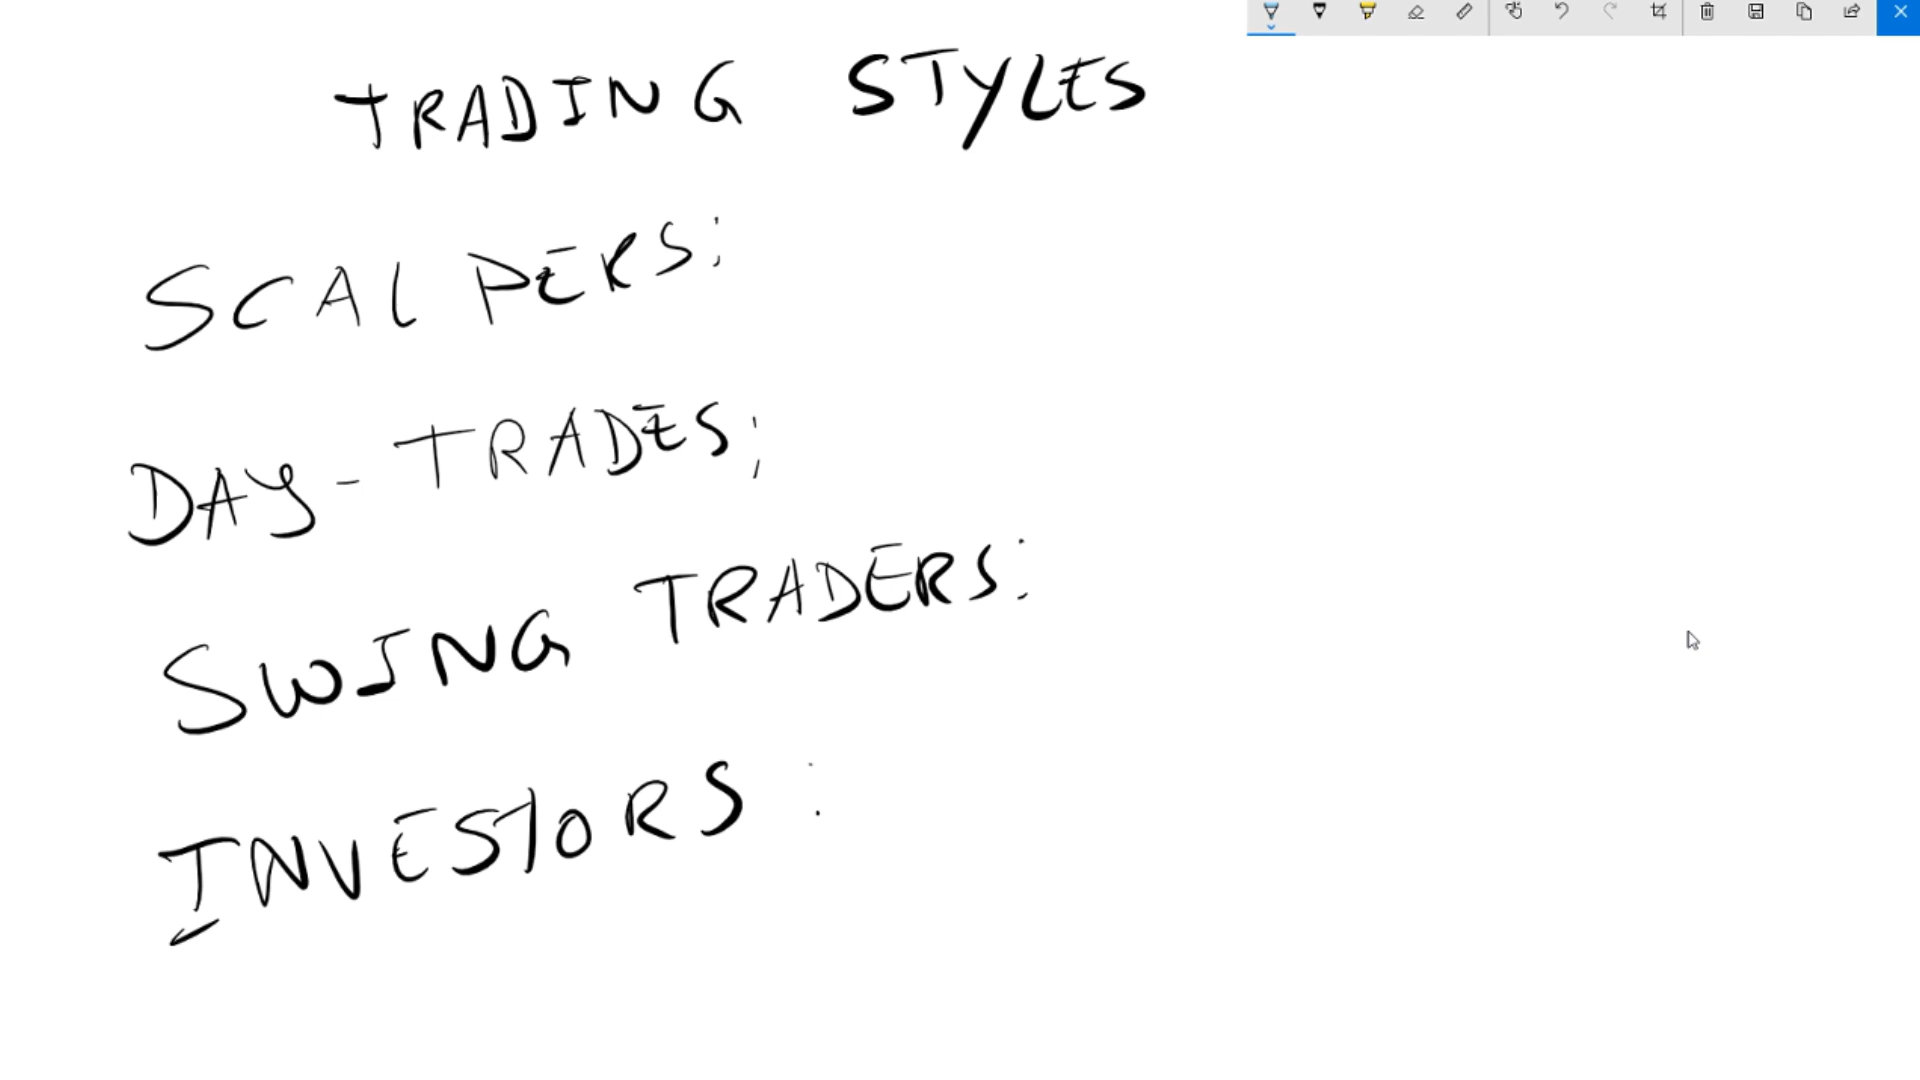 TRADING STYLES
SCALPERS:
DAY-TRADES:
SWING TRADERS:
INVESTORS: